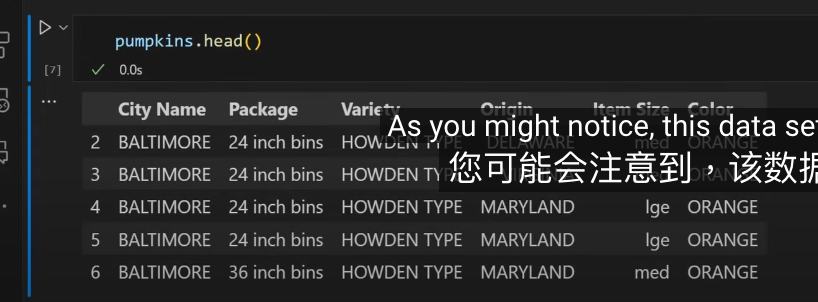 pumpkins.head()
[7]
0.0s
...
City Name Package Variety Origin Item Size Color
2 BALTIMORE 24 inch bins HOWDEN TYPE DELAWARE med ORANGE
As you might notice, this data set
3 BALTIMORE 24 inch bins HOWDEN TYPE
您可能会注意到，该数据
4 BALTIMORE 24 inch bins HOWDEN TYPE MARYLAND lge ORANGE
5 BALTIMORE 24 inch bins HOWDEN TYPE MARYLAND lge ORANGE
6 BALTIMORE 36 inch bins HOWDEN TYPE MARYLAND med ORANGE